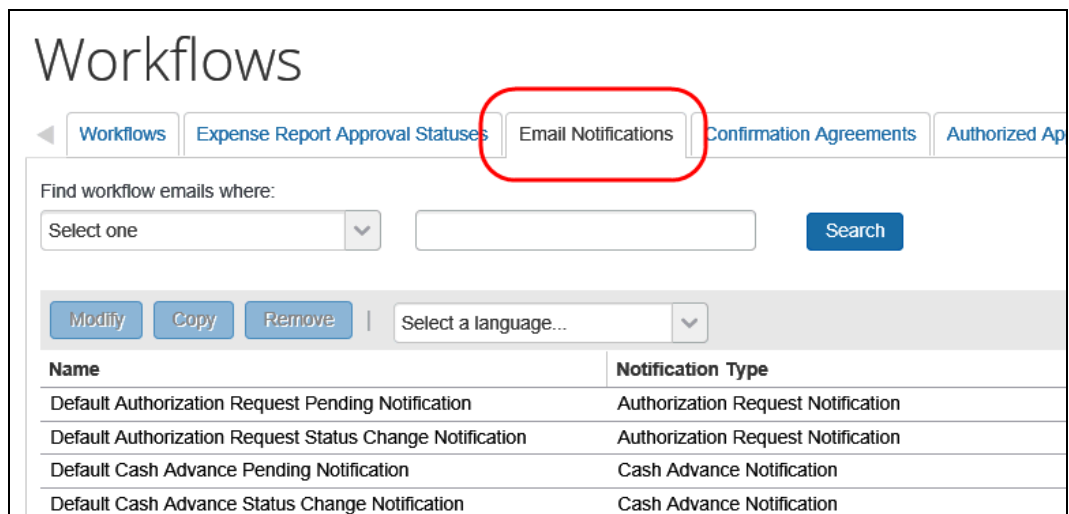 Workflows
Workflows Expense Report Approval Statuses Email Notifications Confirmation Agreements Authorized Ap
Find workflow emails where:
Select one Search
Modify Copy Remove | Select a language...
Name Notification Type
Default Authorization Request Pending Notification Authorization Request Notification
Default Authorization Request Status Change Notification Authorization Request Notification
Default Cash Advance Pending Notification Cash Advance Notification
Default Cash Advance Status Change Notification Cash Advance Notification